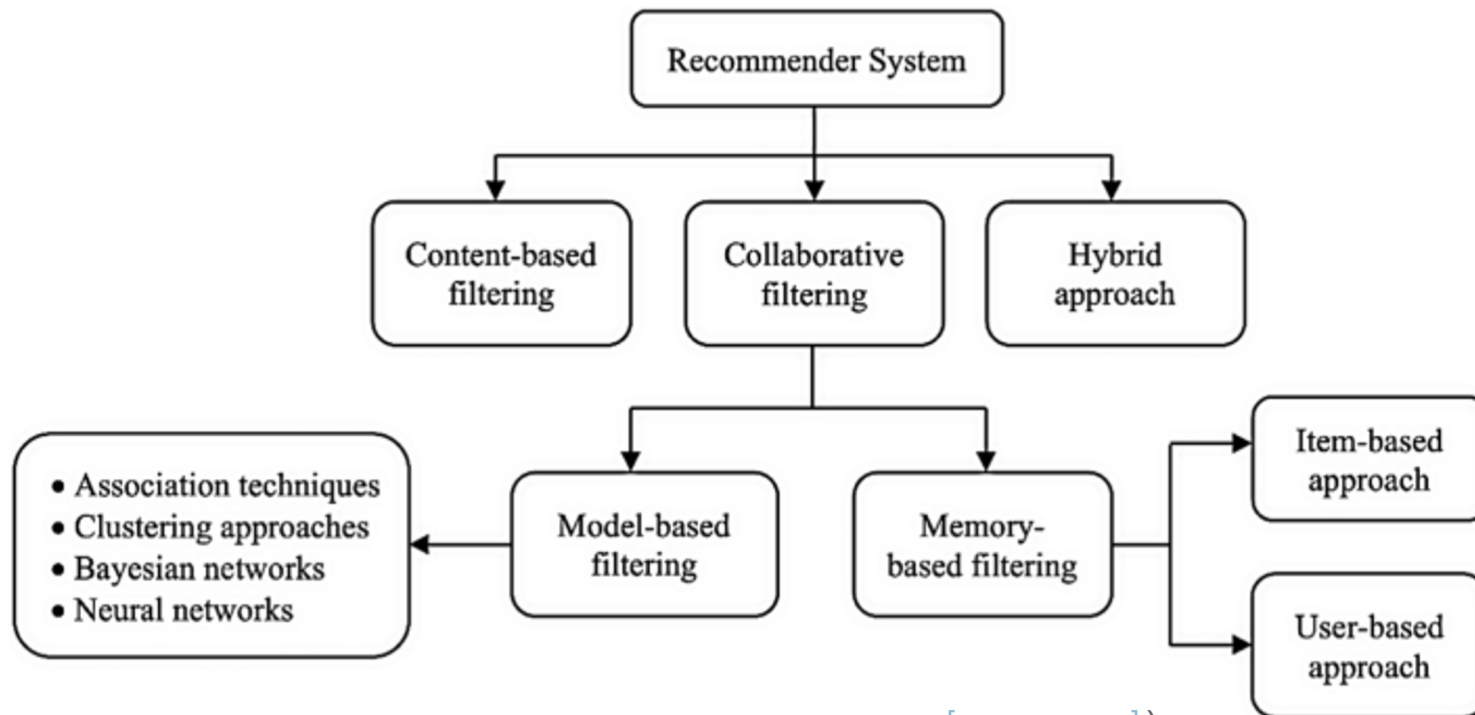 Recommender System
Content-based
filtering
Collaborative
filtering
Hybrid
approach
• Association techniques
• Clustering approaches
• Bayesian networks
• Neural networks
Model-based
filtering
Memory-
based filtering
Item-based
approach
User-based
approach